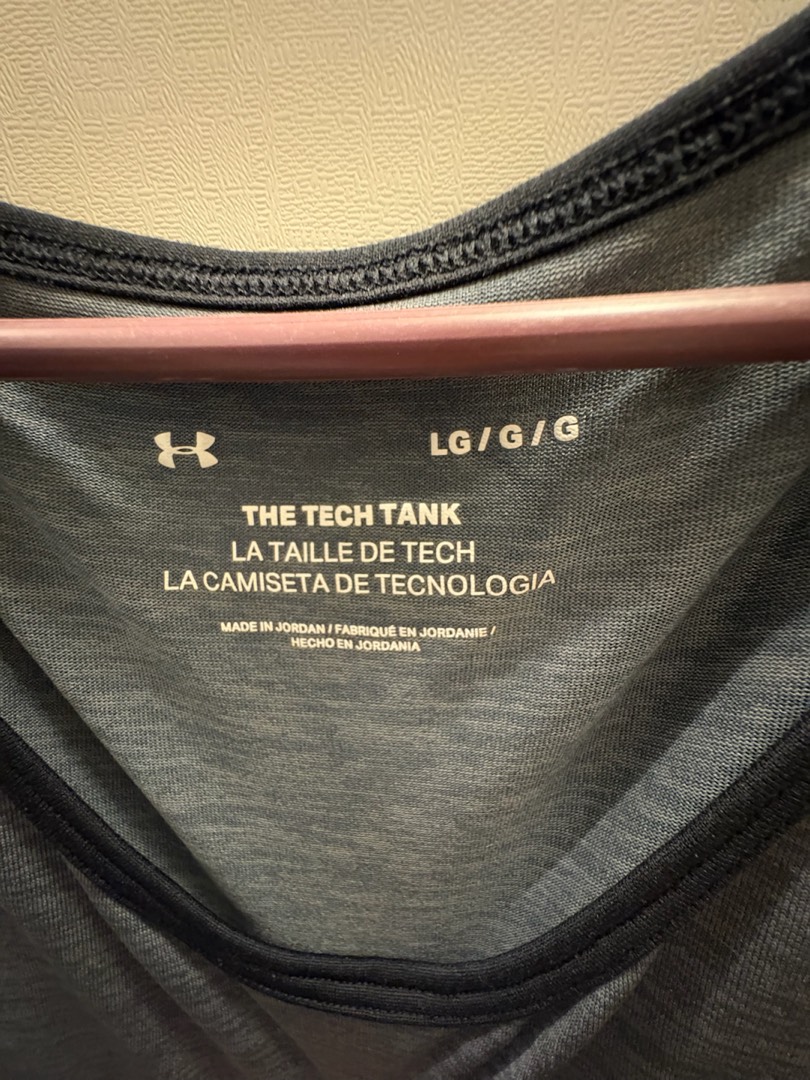 LG/G/G
THE TECH TANK
LA TAILLE DE TECH
LA CAMISETA DE TECNOLOGIA
MADE IN JORDAN / FABRIQUÉ EN JORDANIE /
HECHO EN JORDANIA